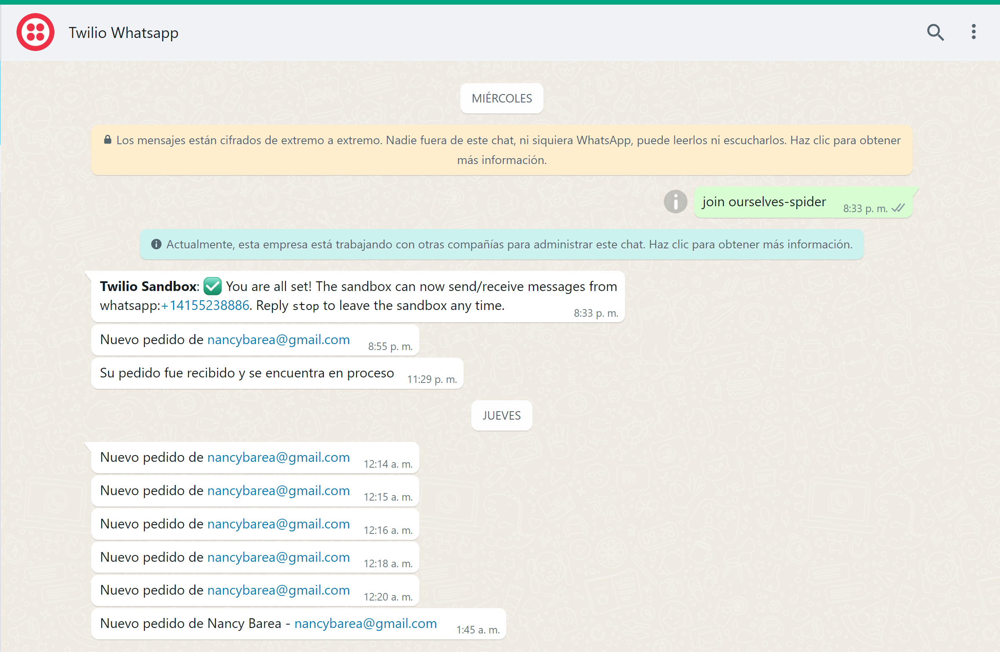 Twilio Whatsapp
MIÉRCOLES
Los mensajes están cifrados de extremo a extremo. Nadie fuera de este chat, ni siquiera WhatsApp, puede leerlos ni escucharlos. Haz clic para obtener
más información.
join ourselves-spider 8:33 p. m.
Actualmente, esta empresa está trabajando con otras compañías para administrar este chat. Haz clic para obtener más información.
Twilio Sandbox: ✅ You are all set! The sandbox can now send/receive messages from
whatsapp:+14155238886. Reply stop to leave the sandbox any time. 8:33 p. m.
Nuevo pedido de nancybarea@gmail.com 8:55 p. m.
Su pedido fue recibido y se encuentra en proceso 11:29 p. m.
JUEVES
Nuevo pedido de nancybarea@gmail.com 12:14 a. m.
Nuevo pedido de nancybarea@gmail.com 12:15 a. m.
Nuevo pedido de nancybarea@gmail.com 12:16 a. m.
Nuevo pedido de nancybarea@gmail.com 12:18 a. m.
Nuevo pedido de nancybarea@gmail.com 12:20 a. m.
Nuevo pedido de Nancy Barea - nancybarea@gmail.com 1:45 a. m.